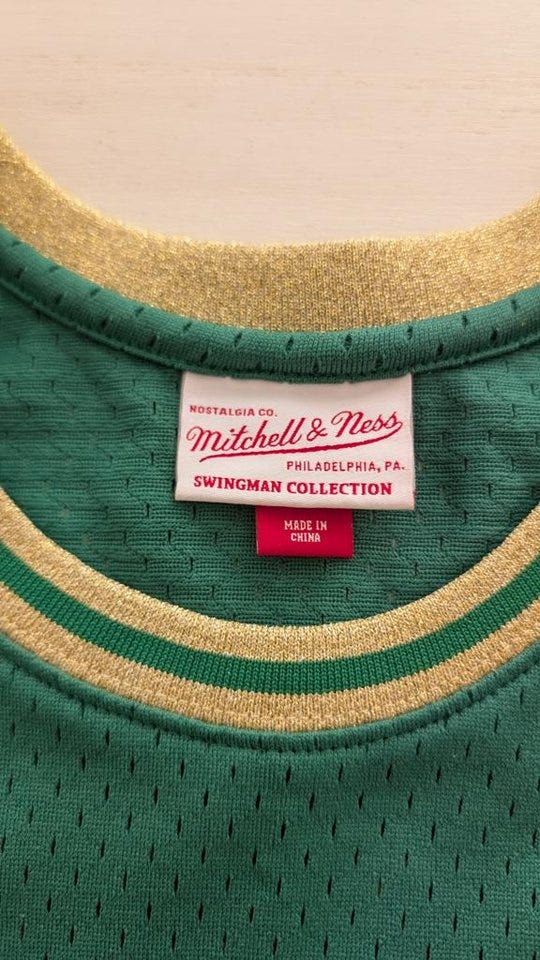 NOSTALGIA CO.
Mitchell & Ness
PHILADELPHIA, PA.
SWINGMAN COLLECTION
MADE IN
CHINA